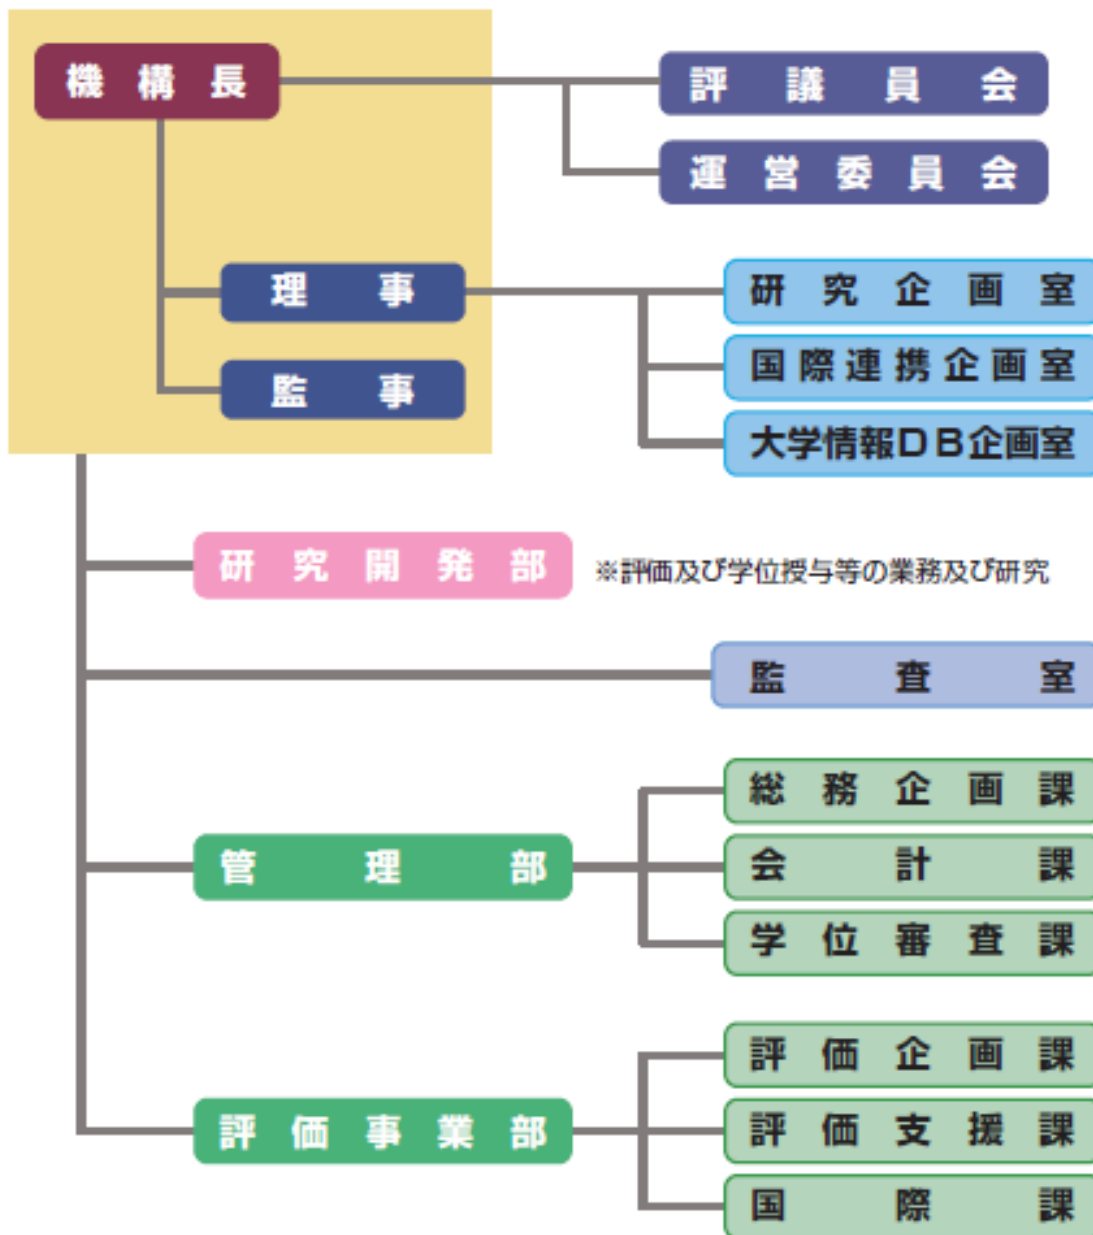 機構長
評議員会
運営委員会
理事
研究企画室
国際連携企画室
監事
大学情報DB企画室
研究開発部
※評価及び学位授与等の業務及び研究
監査室
総務企画課
管理部
会計課
学位審査課
評価企画課
評価事業部
評価支援課
国際課